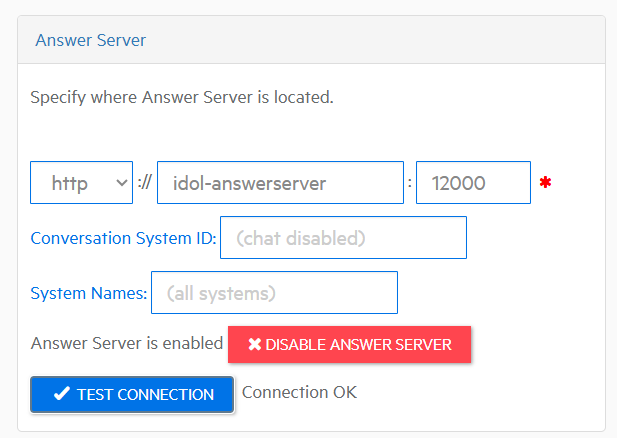 Answer Server
Specify where Answer Server is located.
http :// idol-answerserver : 12000 *
Conversation System ID: (chat disabled)
System Names: (all systems)
Answer Server is enabled ✖ DISABLE ANSWER SERVER
✔ TEST CONNECTION Connection OK